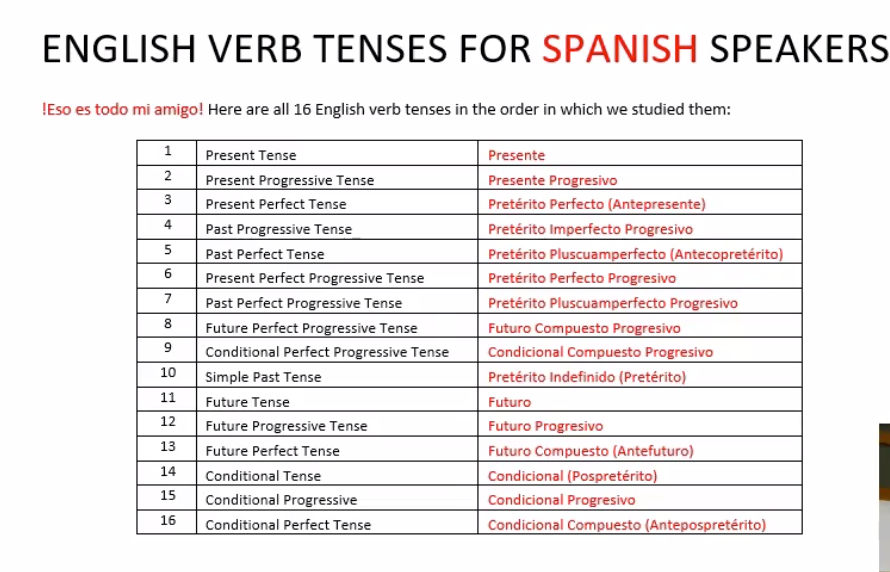 ENGLISH VERB TENSES FOR SPANISH SPEAKERS
!Eso es todo mi amigo! Here are all 16 English verb tenses in the order in which we studied them:
1 Present Tense Presente
2 Present Progressive Tense Presente Progresivo
3 Present Perfect Tense Pretérito Perfecto (Antepresente)
4 Past Progressive Tense Pretérito Imperfecto Progresivo
5 Past Perfect Tense Pretérito Pluscuamperfecto (Antecopretérito)
6 Present Perfect Progressive Tense Pretérito Perfecto Progresivo
7 Past Perfect Progressive Tense Pretérito Pluscuamperfecto Progresivo
8 Future Perfect Progressive Tense Futuro Compuesto Progresivo
9 Conditional Perfect Progressive Tense Condicional Compuesto Progresivo
10 Simple Past Tense Pretérito Indefinido (Pretérito)
11 Future Tense Futuro
12 Future Progressive Tense Futuro Progresivo
13 Future Perfect Tense Futuro Compuesto (Antefuturo)
14 Conditional Tense Condicional (Pospretérito)
15 Conditional Progressive Condicional Progresivo
16 Conditional Perfect Tense Condicional Compuesto (Antepospretérito)